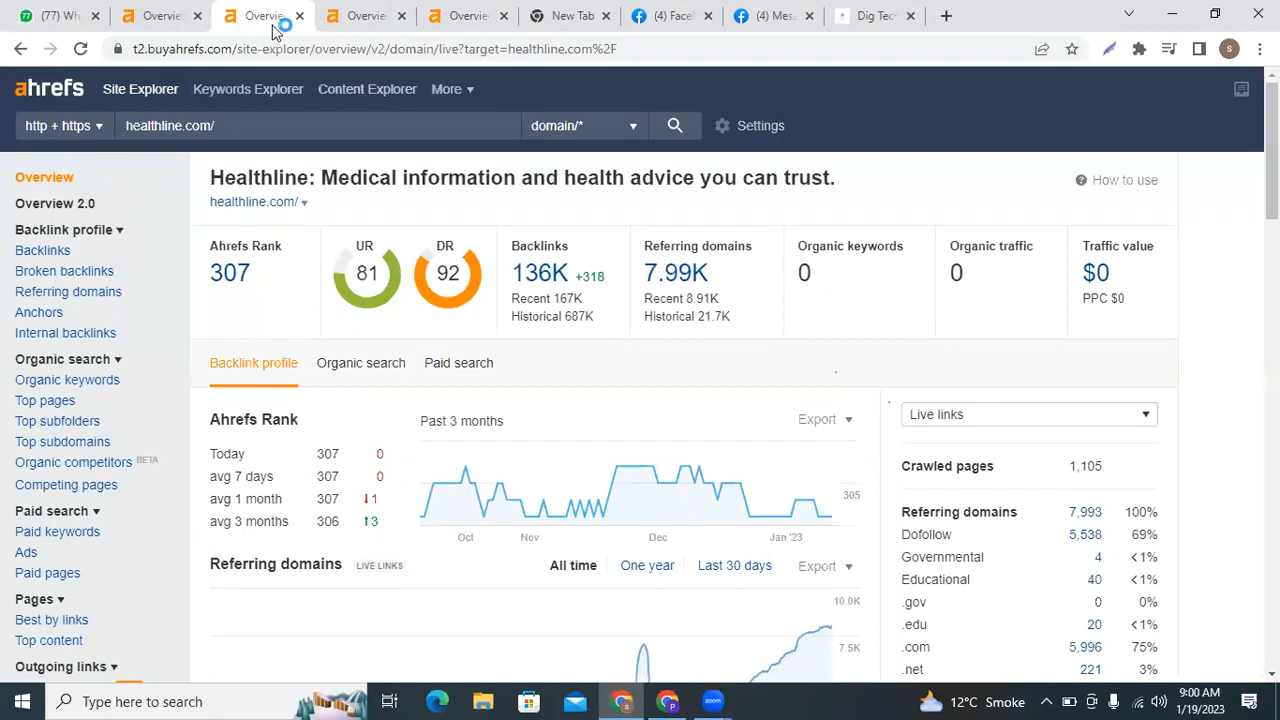 (77) Wh
Overvie
Overvie
Overvie
Overvie
New Tab
(4) Face
(4) Mess
Dig Tech
t2.buyahrefs.com/site-explorer/overview/v2/domain/live?target=healthline.com%2F
S
ahrefs
Site Explorer
Keywords Explorer
Content Explorer
More
http + https
healthline.com/
domain/*
Settings
Overview
Overview 2.0
Backlink profile
Backlinks
Broken backlinks
Referring domains
Anchors
Internal backlinks
Organic search
Organic keywords
Top pages
Top subfolders
Top subdomains
Organic competitors BETA
Competing pages
Paid search
Paid keywords
Ads
Paid pages
Pages
Best by links
Top content
Outgoing links
Healthline: Medical information and health advice you can trust.
How to use
healthline.com/
Ahrefs Rank
307
UR
81
DR
92
Backlinks
136K +318
Recent 167K
Historical 687K
Referring domains
7.99K
Recent 8.91K
Historical 21.7K
Organic keywords
0
Organic traffic
0
Traffic value
$0
PPC $0
Backlink profile
Organic search
Paid search
Ahrefs Rank
Past 3 months
Export
Today 307 0
avg 7 days 307 0
avg 1 month 307 ↓1
avg 3 months 306 ↑3
305
Oct Nov Dec Jan '23
Referring domains LIVE LINKS
All time One year Last 30 days Export
10.0K
7.5K
Live links
Crawled pages 1,105
Referring domains 7,993 100%
Dofollow 5,538 69%
Governmental 4 <1%
Educational 40 <1%
.gov 0 0%
.edu 20 <1%
.com 5,996 75%
.net 221 3%
Type here to search
12°C Smoke
9:00 AM
1/19/2023